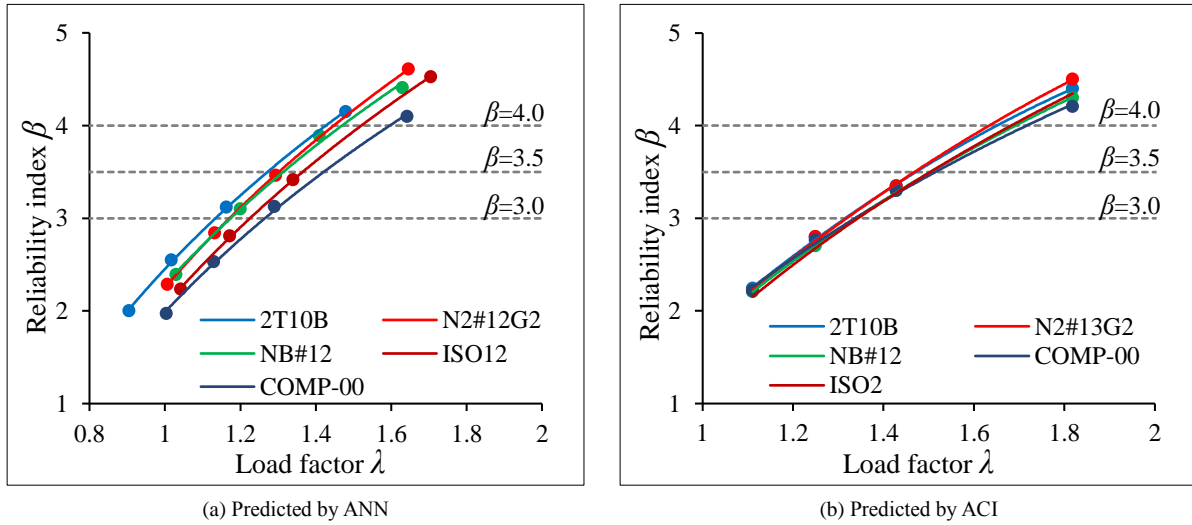 5
4
3
2
1
Reliability index β
β=4.0
β=3.5
β=3.0
2T10B
N2#12G2
NB#12
ISO12
COMP-00
0.8
1
1.2
1.4
1.6
1.8
2
Load factor λ
(a) Predicted by ANN
5
4
3
2
1
Reliability index β
β=4.0
β=3.5
β=3.0
2T10B
N2#13G2
NB#12
COMP-00
ISO2
1
1.2
1.4
1.6
1.8
2
Load factor λ
(b) Predicted by ACI